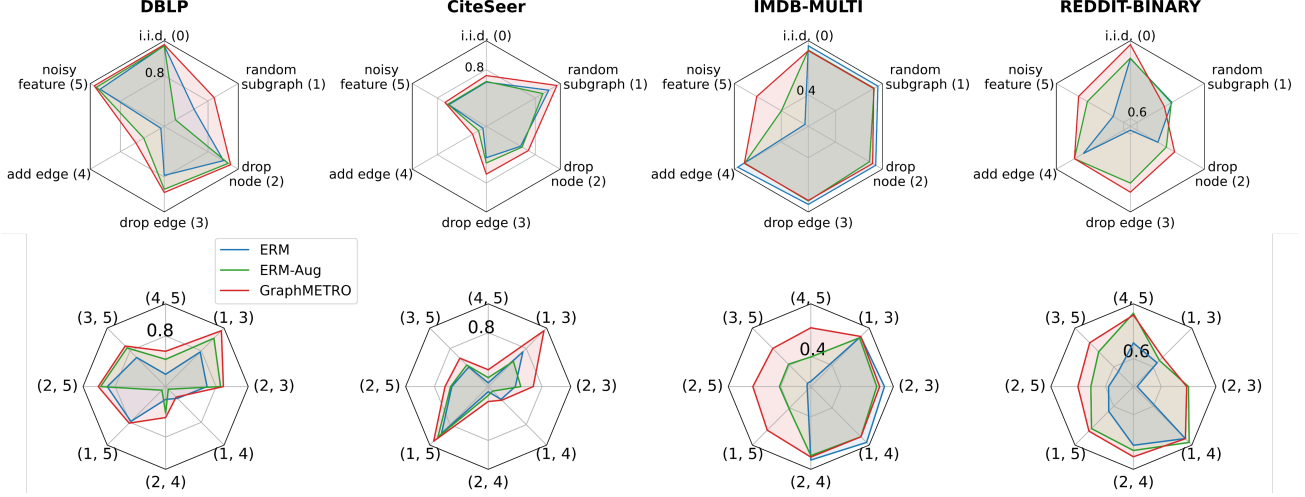 DBLP
CiteSeer
IMDB-MULTI
REDDIT-BINARY
i.i.d. (0)
noisy
feature (5)
0.8
random
subgraph (1)
add edge (4)
drop
node (2)
drop edge (3)
i.i.d. (0)
noisy
feature (5)
0.8
random
subgraph (1)
add edge (4)
drop
node (2)
drop edge (3)
i.i.d. (0)
noisy
feature (5)
0.4
random
subgraph (1)
add edge (4)
drop
node (2)
drop edge (3)
i.i.d. (0)
noisy
feature (5)
0.6
random
subgraph (1)
add edge (4)
drop
node (2)
drop edge (3)
ERM
ERM-Aug
GraphMETRO
(4, 5)
(3, 5)
(1, 3)
0.8
(2, 5)
(2, 3)
(1, 5)
(1, 4)
(2, 4)
(4, 5)
(3, 5)
(1, 3)
0.8
(2, 5)
(2, 3)
(1, 5)
(1, 4)
(2, 4)
(4, 5)
(3, 5)
(1, 3)
0.4
(2, 5)
(2, 3)
(1, 5)
(1, 4)
(2, 4)
(4, 5)
(3, 5)
(1, 3)
0.6
(2, 5)
(2, 3)
(1, 5)
(1, 4)
(2, 4)